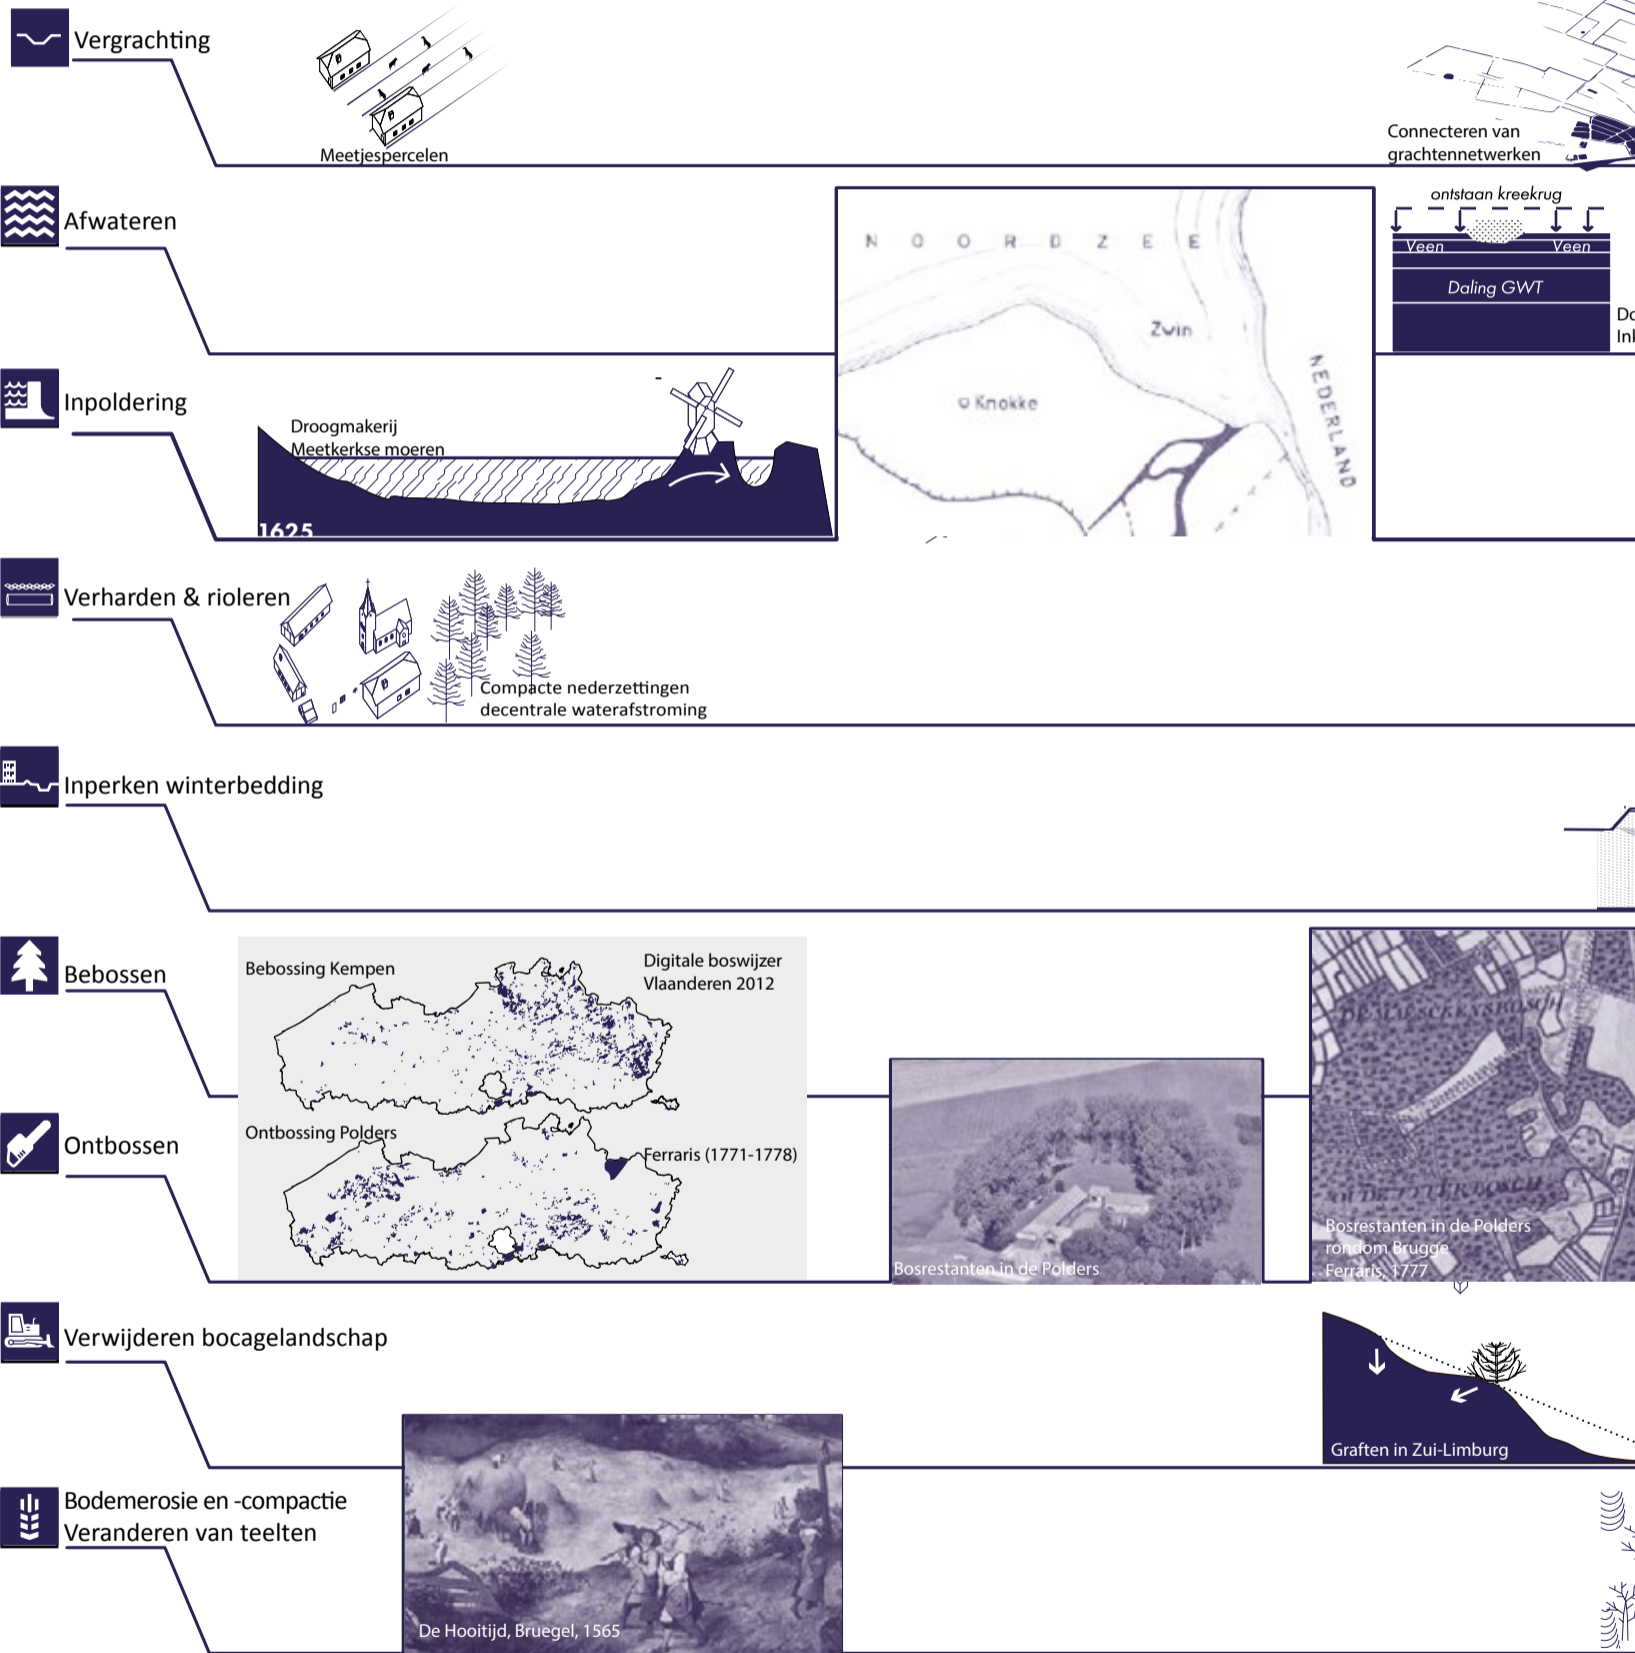 Vergrachting
Meetjespercelen
Connecteren van
grachtennetwerken
Afwateren
NOORDZEE
Zwin
Knokke
NEDERLAND
ontstaan kreekrug
Veen
Veen
Daling GWT
Inpoldering
Droogmakerij
Meetkerkse moeren
1625
Verharden & rioleren
Compacte nederzettingen
decentrale waterafstroming
Inperken winterbedding
Bebossen
Bebossing Kempen
Digitale boswijzer
Vlaanderen 2012
Ontbossen
Ontbossing Polders
Ferraris (1771-1778)
Bosrestanten in de Polders
Bosrestanten in de Polders
rondom Brugge
Ferraris, 1777
Verwijderen bocagelandschap
Graften in Zui-Limburg
Bodemerosie en -compactie
Veranderen van teelten
De Hooitijd, Bruegel, 1565